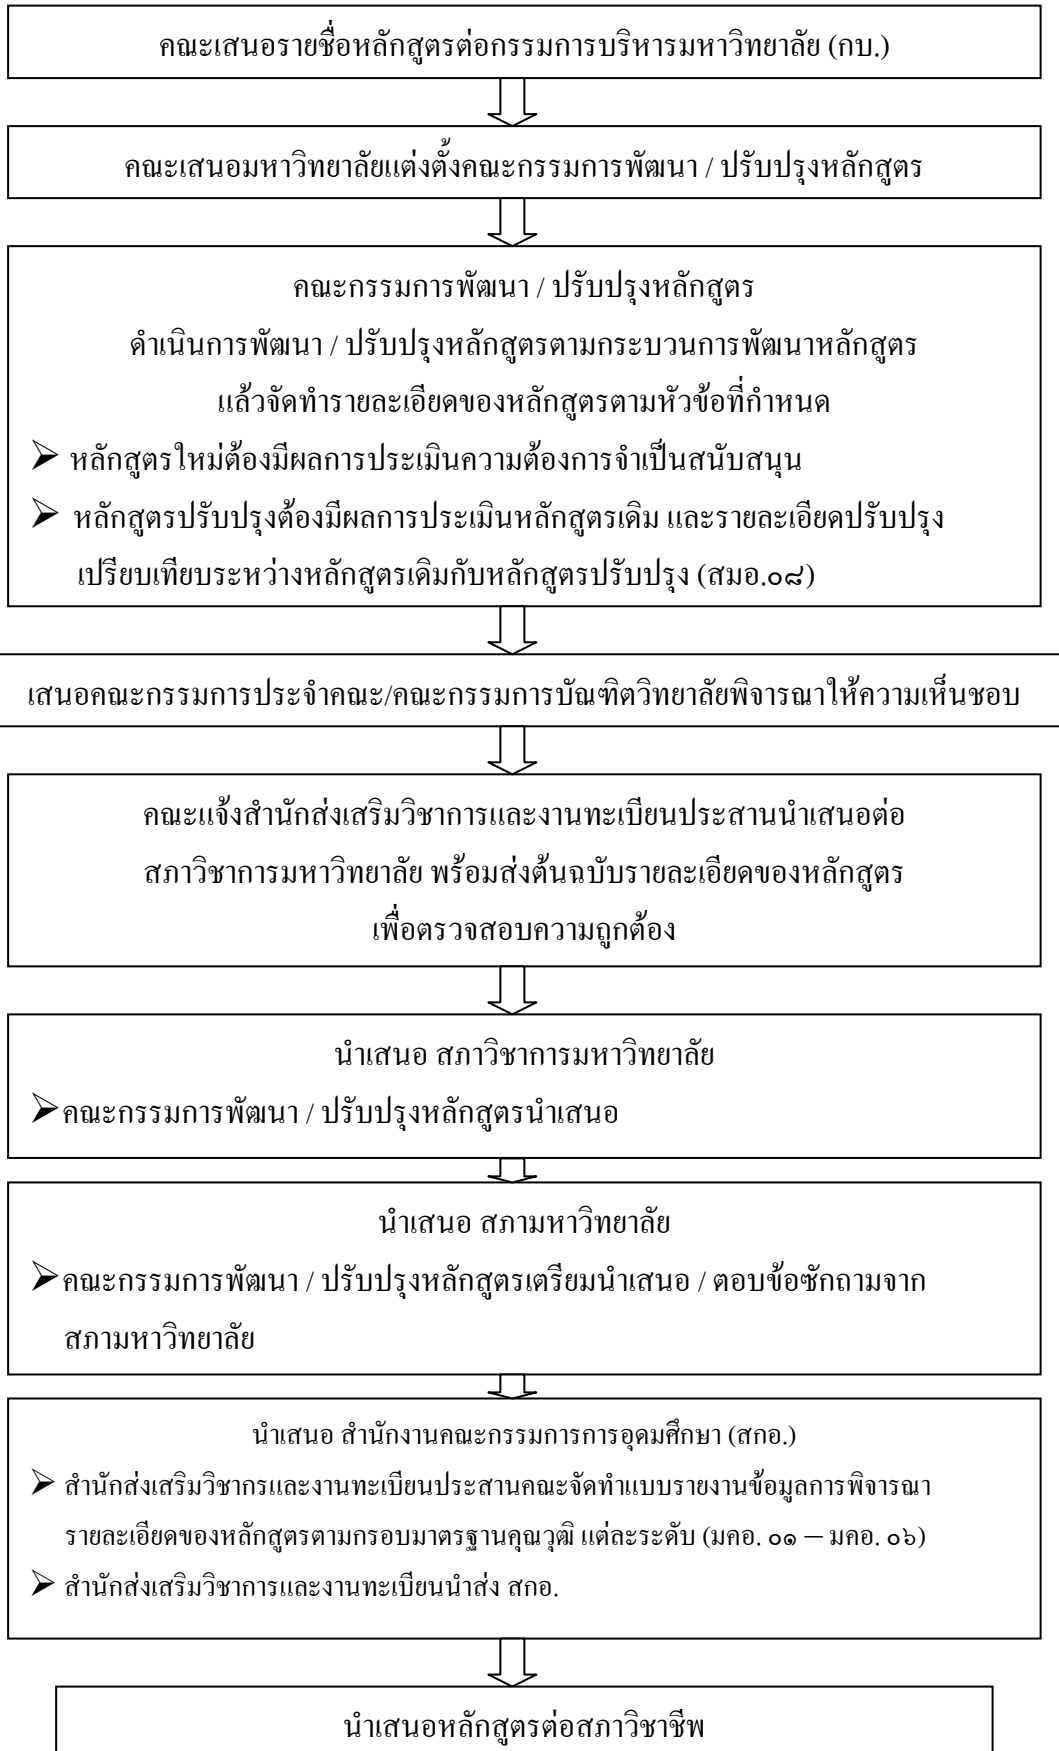 คณะเสนอรายชื่อหลักสูตรต่อกรรมการบริหารมหาวิทยาลัย (กบ.)
คณะเสนอมหาวิทยาลัยแต่งตั้งคณะกรรมการพัฒนา / ปรับปรุงหลักสูตร
คณะกรรมการพัฒนา / ปรับปรุงหลักสูตร
ดำเนินการพัฒนา / ปรับปรุงหลักสูตรตามกระบวนการพัฒนาหลักสูตร
แล้วจัดทำรายละเอียดของหลักสูตรตามหัวข้อที่กำหนด
➢ หลักสูตรใหม่ต้องมีผลการประเมินความต้องการจำเป็นสนับสนุน
➢ หลักสูตรปรับปรุงต้องมีผลการประเมินหลักสูตรเดิม และรายละเอียดปรับปรุง
เปรียบเทียบระหว่างหลักสูตรเดิมกับหลักสูตรปรับปรุง (สมอ.๐๘)
เสนอคณะกรรมการประจำคณะ/คณะกรรมการบัณฑิตวิทยาลัยพิจารณาให้ความเห็นชอบ
คณะแจ้งสำนักส่งเสริมวิชาการและงานทะเบียนประสานนำเสนอต่อ
สภาวิชาการมหาวิทยาลัย พร้อมส่งต้นฉบับรายละเอียดของหลักสูตร
เพื่อตรวจสอบความถูกต้อง
นำเสนอ สภาวิชาการมหาวิทยาลัย
➢คณะกรรมการพัฒนา / ปรับปรุงหลักสูตรนำเสนอ
นำเสนอ สภามหาวิทยาลัย
➢คณะกรรมการพัฒนา / ปรับปรุงหลักสูตรเตรียมนำเสนอ / ตอบข้อซักถามจาก
สภามหาวิทยาลัย
นำเสนอ สำนักงานคณะกรรมการการอุดมศึกษา (สกอ.)
➢ สำนักส่งเสริมวิชากรและงานทะเบียนประสานคณะจัดทำแบบรายงานข้อมูลการพิจารณา
รายละเอียดของหลักสูตรตามกรอบมาตรฐานคุณวุฒิ แต่ละระดับ (มคอ. ๐๑ – มคอ. ๐๖)
➢ สำนักส่งเสริมวิชาการและงานทะเบียนนำส่ง สกอ.
นำเสนอหลักสูตรต่อสภาวิชาชีพ